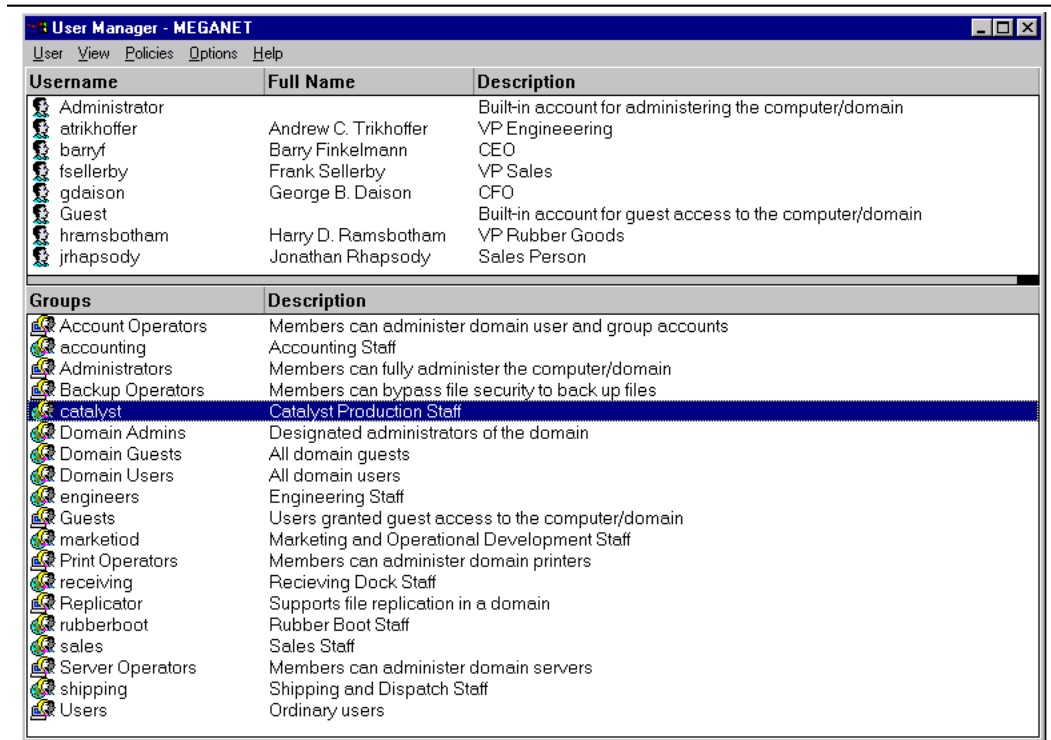 User Manager - MEGANET
User View Policies Options Help
Username Full Name Description
Administrator Built-in account for administering the computer/domain
atrikhoffer Andrew C. Trikhoffer VP Engineeering
barryf Barry Finkelmann CEO
fsellerby Frank Sellerby VP Sales
gdaison George B. Daison CFO
Guest Built-in account for guest access to the computer/domain
hramsbotham Harry D. Ramsbotham VP Rubber Goods
jrhapsody Jonathan Rhapsody Sales Person
Groups Description
Account Operators Members can administer domain user and group accounts
accounting Accounting Staff
Administrators Members can fully administer the computer/domain
Backup Operators Members can bypass file security to back up files
catalyst Catalyst Production Staff
Domain Admins Designated administrators of the domain
Domain Guests All domain guests
Domain Users All domain users
engineers Engineering Staff
Guests Users granted guest access to the computer/domain
marketiod Marketing and Operational Development Staff
Print Operators Members can administer domain printers
receiving Recieving Dock Staff
Replicator Supports file replication in a domain
rubberboot Rubber Boot Staff
sales Sales Staff
Server Operators Members can administer domain servers
shipping Shipping and Dispatch Staff
Users Ordinary users